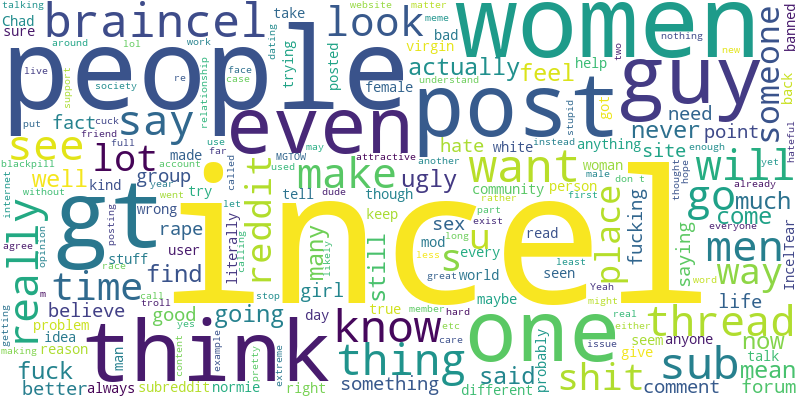 talking
Chad
sure
braincel
look
take
trying
lol
around
dating
website
matter
meme
virgin
bad
posted
women
work
re
face
case
relationship
nothing
two
new
banned
someone
actually
feel
help
back
people
guy
live
support
society
put
fact
cuck
friend
full
say
even
female
understand
post
got
stupid
need
never
point
hateful
see
lot
use
far
may
MGTOW
used
attractive
another
hate
white
instead
anything
site
will
blackpill
well
without
internet
kind
made
group
account
year
went
try
called
let
reddit
make
dude
ugly
tell
though
want
woman
male
don t
community
person
rather
first
place
fucking
thought
hope
go
much
already
yet
enough
come
everyone
really
agree
opinion
m
gt
posting
wrong
race
stuff
rape
user
literally
calling
incel
many
likely
keep
still
sex
mod
part
long
exist
u
s
every
read
world
seen
least
men
saying
way
IncelTear
time
call
troll
find
girl
great
less
maybe
Yeah
might
word
life
getting
believe
problem
idea
reason
making
good
yes
going
stop
day
true
member
hard
know
etc
care
one
issue
real
either
thread
seem
give
anyone
now
talk
think
man
content
example
pretty
extreme
thing
said
probably
different
shit
sub
mean
fuck
better
always
subreddit
normie
right
something
comment
forum